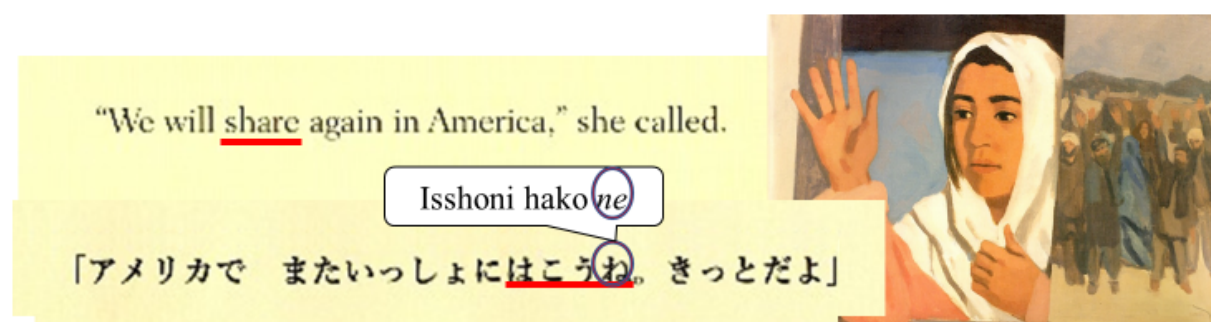 “We will share again in America,” she called.
Isshoni hako ne
「アメリカで　またいっしょにはこうね。きっとだよ」